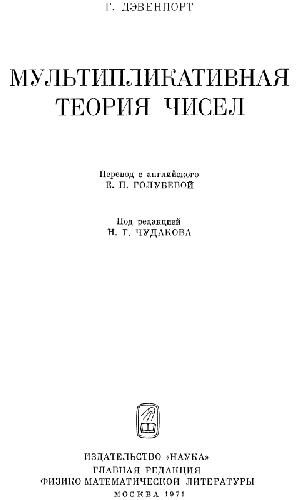 Г. ДЭВЕНПОРТ
МУЛЬТИПЛИКАТИВНАЯ
ТЕОРИЯ ЧИСЕЛ
Перевод с английского
Е. П. ГОЛУБЕВОЙ
Под редакцией
Н. Г. ЧУДАКОВА
ИЗДАТЕЛЬСТВО «НАУКА»
ГЛАВНАЯ РЕДАКЦИЯ
ФИЗИКО-МАТЕМАТИЧЕСКОЙ ЛИТЕРАТУРЫ
МОСКВА 1971